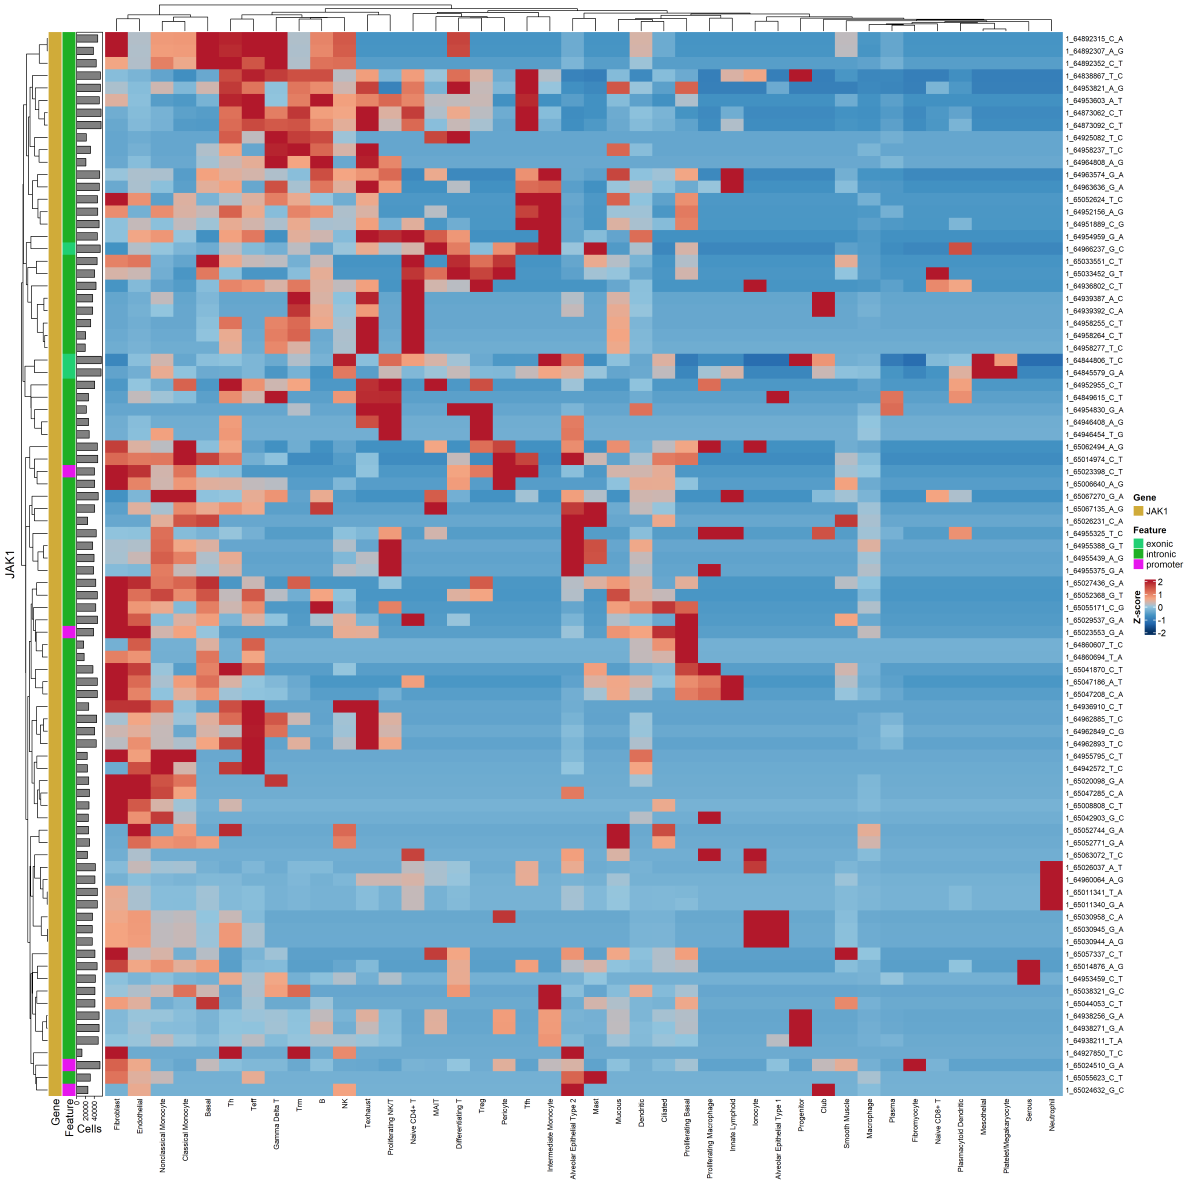 JAK1
1_64892315_C_A
1_64892307_A_G
1_64892352_C_T
1_64838867_T_C
1_64953821_A_G
1_64953603_A_T
1_64873062_C_T
1_64873092_C_T
1_64925082_T_C
1_64958237_T_C
1_64964808_A_G
1_64963574_G_A
1_64963636_G_A
1_65052624_T_C
1_64952156_A_G
1_64951889_C_G
1_64954959_G_A
1_64966237_G_C
1_65033551_C_T
1_65033452_G_T
1_64936802_C_T
1_64939387_A_C
1_64939392_C_A
1_64958255_C_T
1_64958264_C_T
1_64958277_T_C
1_64844806_T_C
1_64845579_G_A
1_64952955_C_T
1_64849615_C_T
1_64954830_G_A
1_64946408_A_G
1_64946454_T_G
1_65062494_A_G
1_65014974_C_T
1_65023398_C_T
1_65006640_A_G
1_65067270_G_A
1_65067135_A_G
1_65026231_C_A
1_64955325_T_C
1_64955388_G_T
1_64955439_A_G
1_64955375_G_A
1_65027436_G_A
1_65052368_G_T
1_65055171_C_G
1_65029537_G_A
1_65023553_G_A
1_64860607_T_C
1_64860694_T_A
1_65041870_C_T
1_65047186_A_T
1_65047208_C_A
1_64936910_C_T
1_64962885_T_C
1_64962849_C_G
1_64962893_T_C
1_64955795_C_T
1_64942572_T_C
1_65020098_G_A
1_65047285_C_A
1_65008808_C_T
1_65042903_G_C
1_65052744_G_A
1_65052771_G_A
1_65063072_T_C
1_65026037_A_T
1_64960064_A_G
1_65011341_T_A
1_65011340_G_A
1_65030958_C_A
1_65030945_G_A
1_65030944_A_G
1_65057337_C_T
1_65014876_A_G
1_64953459_T_C
1_65038321_G_C
1_65044053_C_T
1_64938256_G_A
1_64938271_G_A
1_64938211_T_A
1_64927850_T_C
1_65024510_G_A
1_65055623_C_T
1_65024632_G_C
Gene
JAK1
Feature
exonic
intronic
promoter
Z-score
2
1
0
-1
-2
Gene
Feature
0
20000
40000
Cells
Fibroblast
Endothelial
Nonclassical Monocyte
Classical Monocyte
Basal
Th
Teff
Gamma Delta T
Trm
B
NK
Texhaust
Proliferating NK/T
Naive CD4+ T
MAIT
Differentiating T
Treg
Pericyte
Tfh
Intermediate Monocyte
Alveolar Epithelial Type 2
Mast
Mucous
Dendritic
Ciliated
Proliferating Basal
Proliferating Macrophage
Innate Lymphoid
Ionocyte
Alveolar Epithelial Type 1
Progenitor
Club
Smooth Muscle
Macrophage
Plasma
Fibromyocyte
Naive CD8+ T
Plasmacytoid Dendritic
Mesothelial
Platelet/Megakaryocyte
Serous
Neutrophil